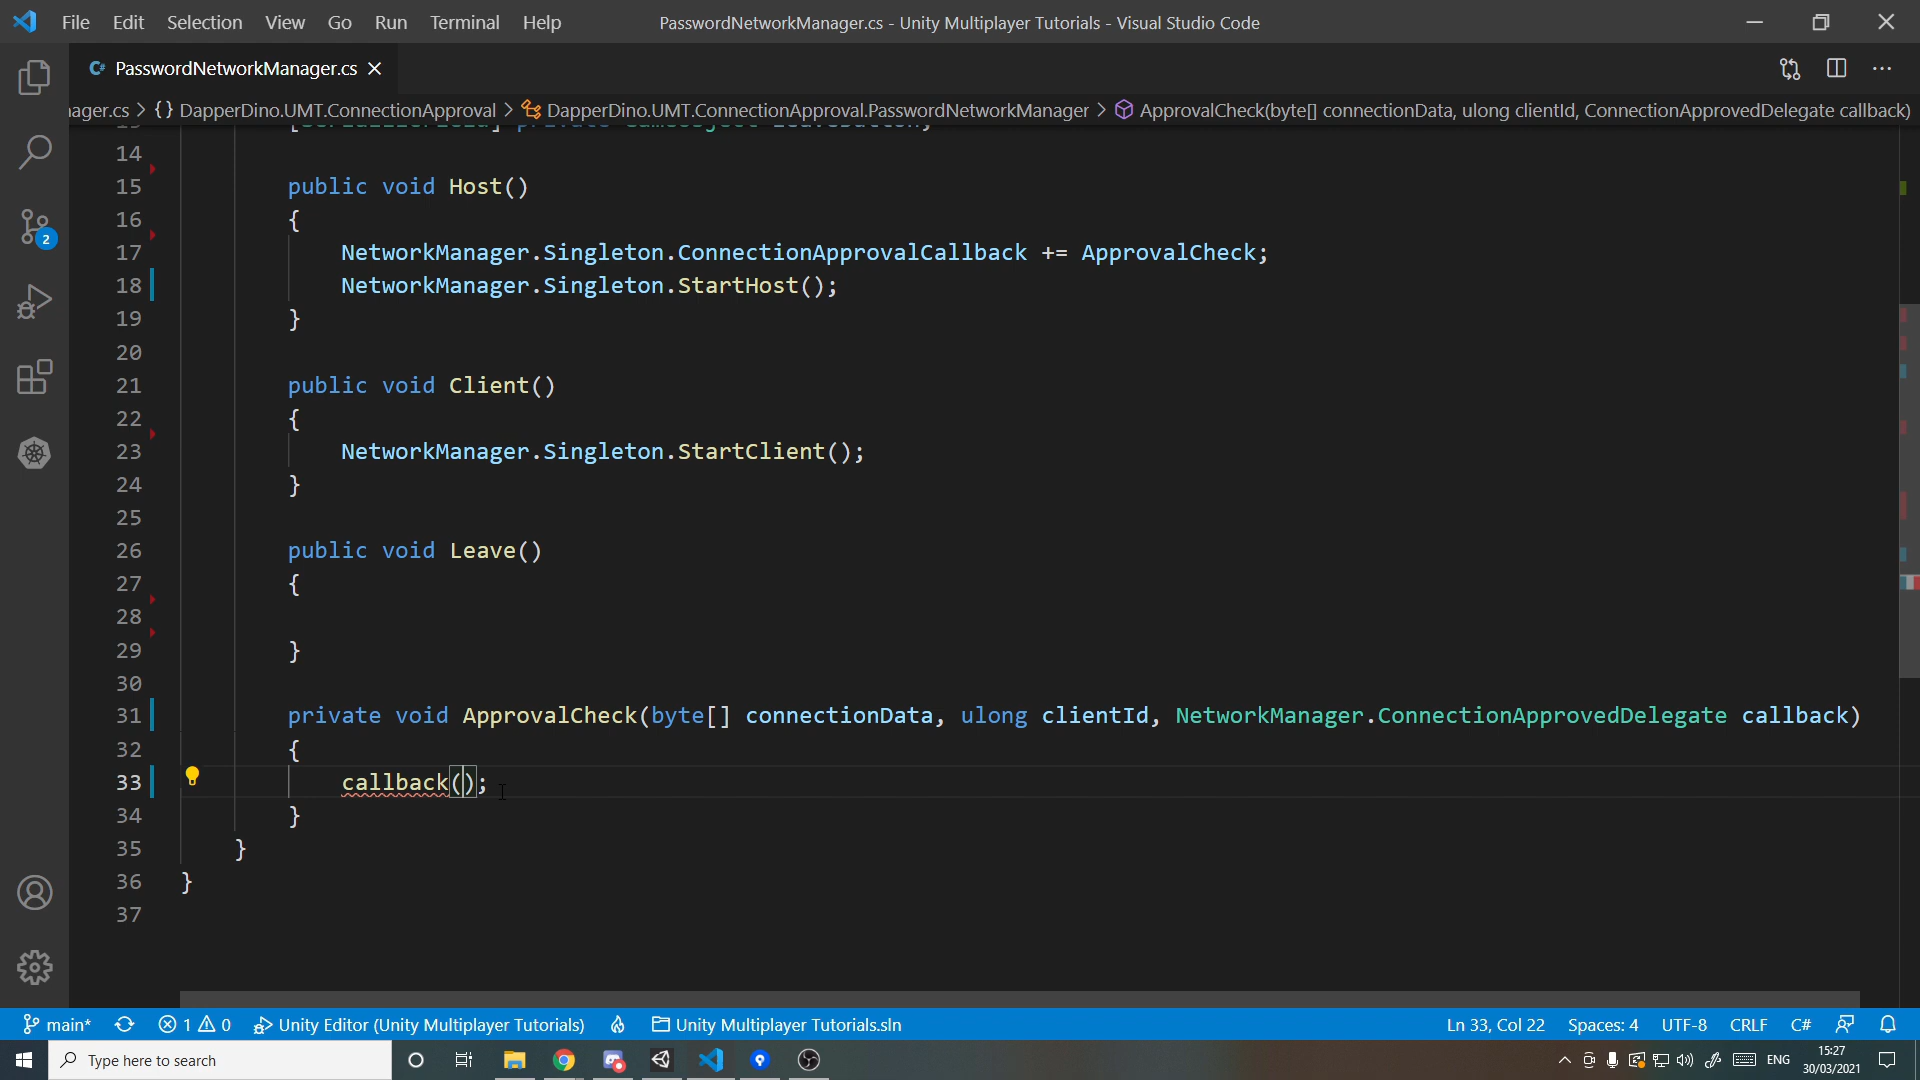 File Edit Selection View Go Run Terminal Help PasswordNetworkManager.cs - Unity Multiplayer Tutorials - Visual Studio Code
C# PasswordNetworkManager.cs
ager.cs > {} DapperDino.UMT.ConnectionApproval > DapperDino.UMT.ConnectionApproval.PasswordNetworkManager > ApprovalCheck(byte[] connectionData, ulong clientId, ConnectionApprovedDelegate callback)
14
15 public void Host()
16 {
17 NetworkManager.Singleton.ConnectionApprovalCallback += ApprovalCheck;
18 NetworkManager.Singleton.StartHost();
19 }
20
21 public void Client()
22 {
23 NetworkManager.Singleton.StartClient();
24 }
25
26 public void Leave()
27 {
28
29 }
30
31 private void ApprovalCheck(byte[] connectionData, ulong clientId, NetworkManager.ConnectionApprovedDelegate callback)
32 {
33 callback();
34 }
35 }
36 }
37
2
main* 1 0 Unity Editor (Unity Multiplayer Tutorials) Unity Multiplayer Tutorials.sln Ln 33, Col 22 Spaces: 4 UTF-8 CRLF C#
Type here to search ENG 15:27
30/03/2021